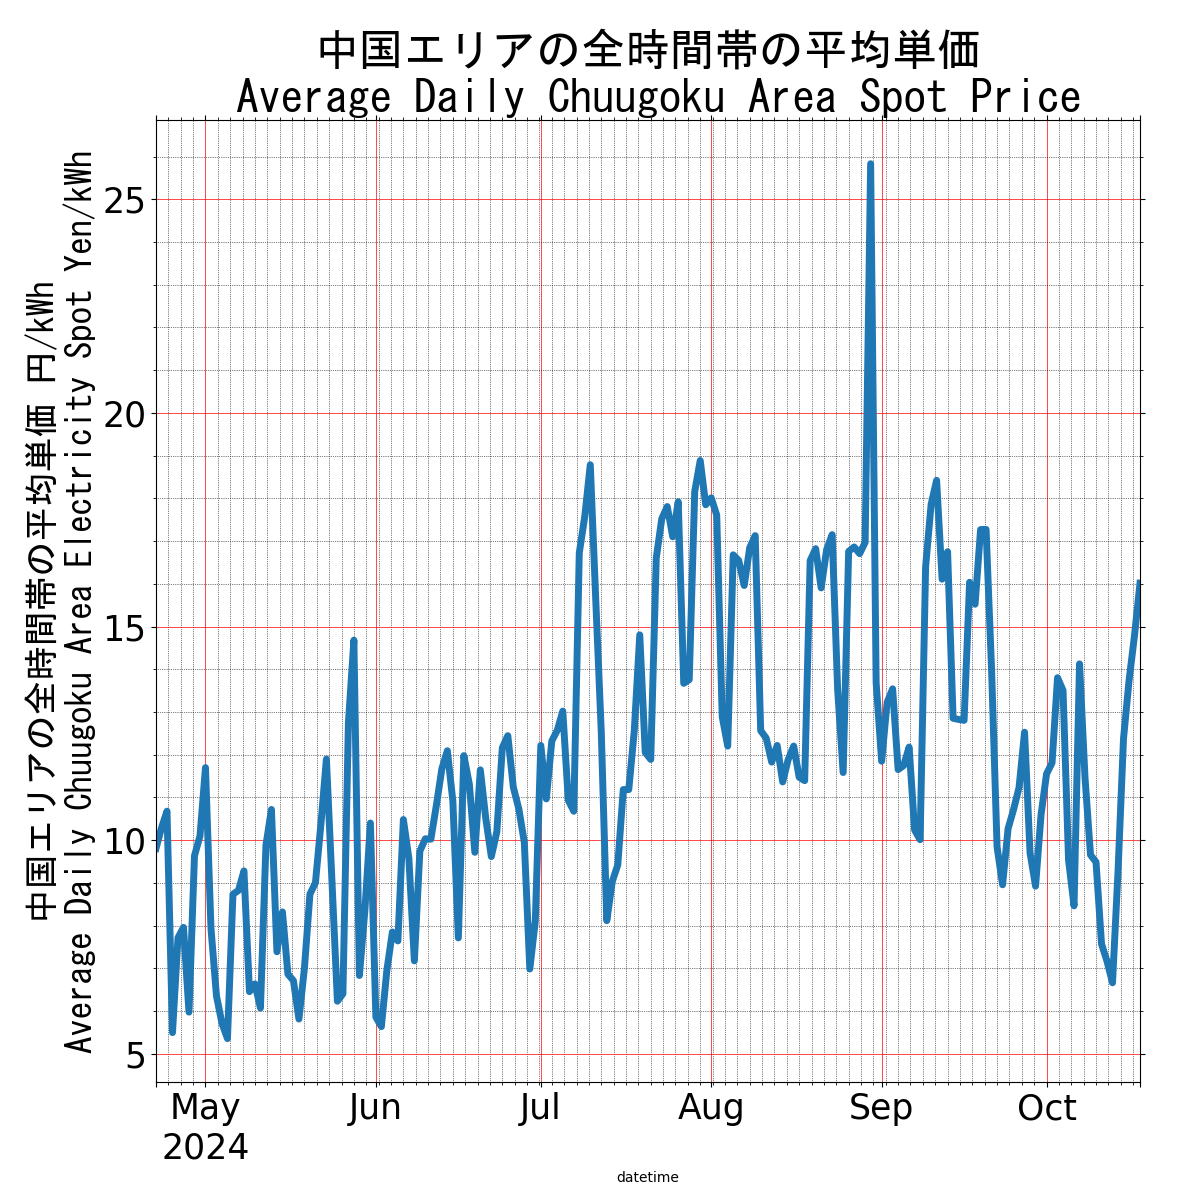 中国エリアの全時間帯の平均単価
Average Daily Chuugoku Area Spot Price
中国エリアの全時間帯の平均単価 円/kWh
Average Daily Chuugoku Area Electricity Spot Yen/kWh
25
20
15
10
5
May
Jun
Jul
Aug
Sep
Oct
2024
datetime